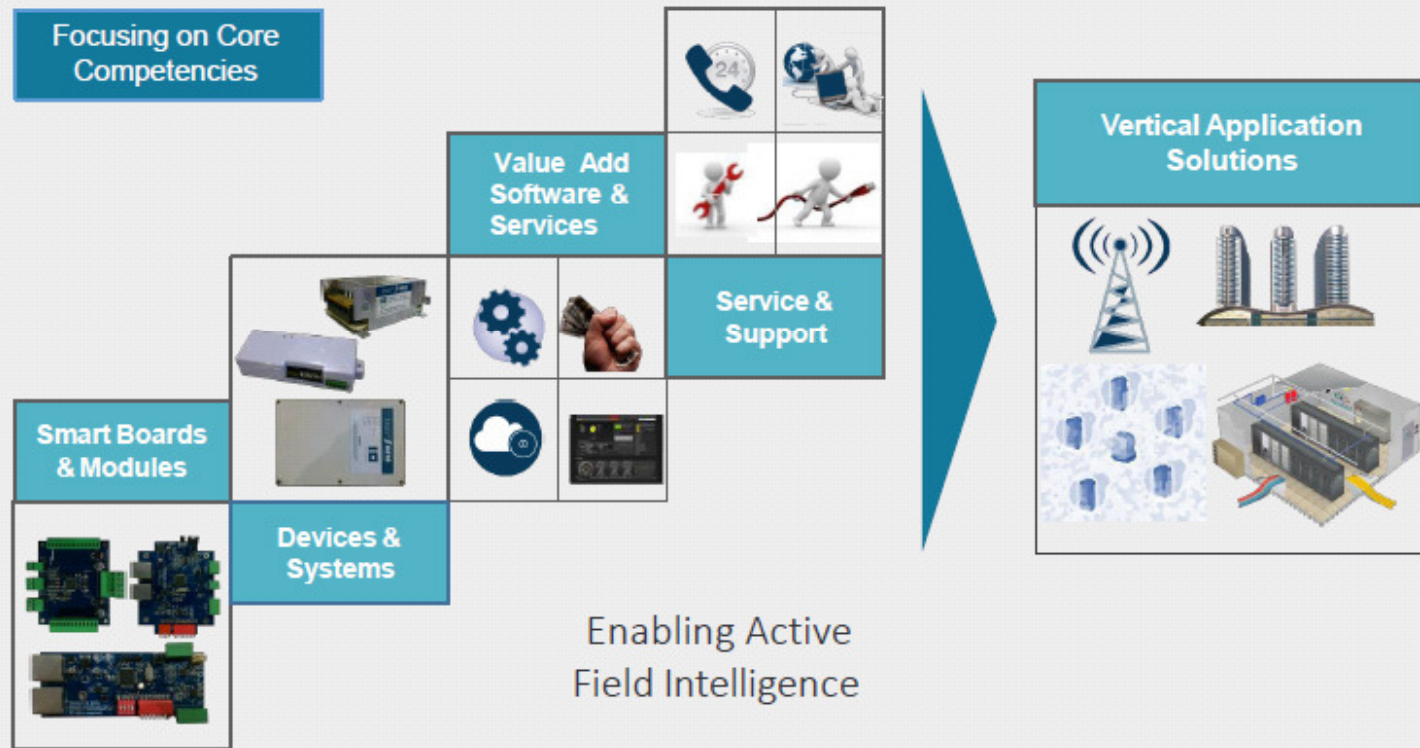 Focusing on Core
Competencies
24
Value Add
Software &
Services
Vertical Application
Solutions
Service &
Support
Smart Boards
& Modules
Devices &
Systems
Enabling Active
Field Intelligence